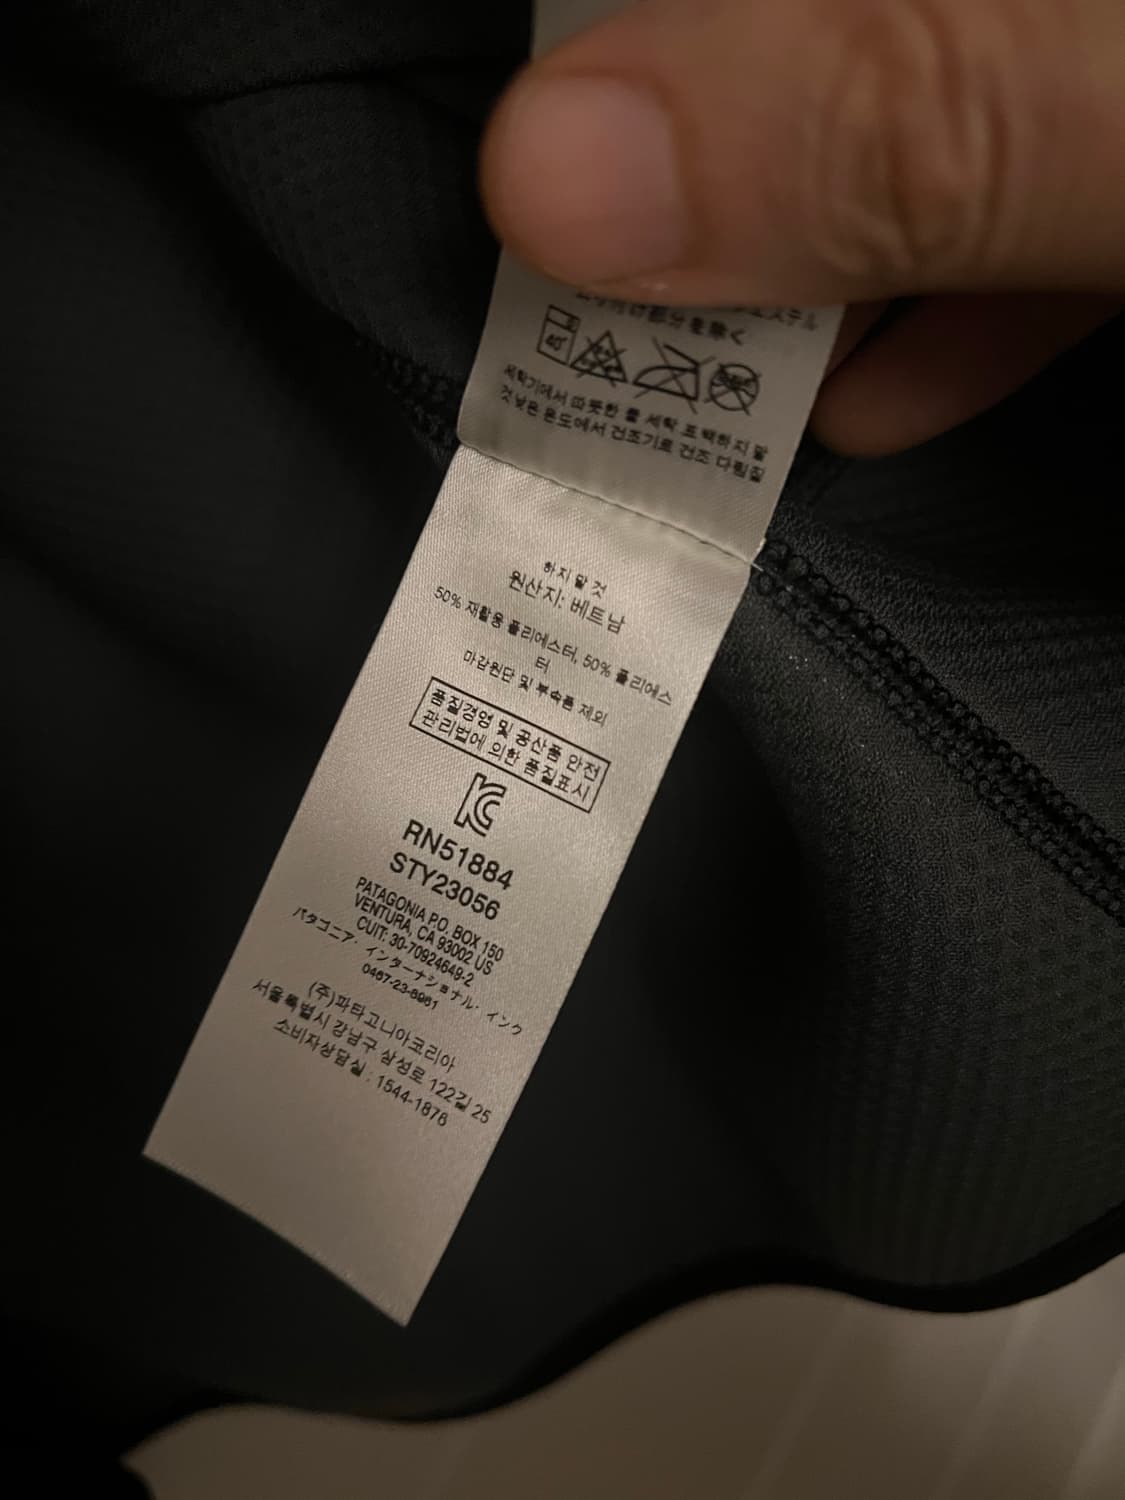 部分を除く
세탁기에서 따뜻한 물 세탁 표백하지 말
것 낮은 온도에서 건조기로 건조 다림질
하지 말 것
원산지: 베트남
50% 재활용 폴리에스터, 50% 폴리에스
터
마감원단 및 부속품 제외
품질경영 및 공산품 안전
관리법에 의한 품질표시
RN51884
STY23056
PATAGONIA P.O. BOX 150
VENTURA, CA 93002 US
CUIT: 30-70924649-2
パタゴニア・インターナショナル・インク
0467-23-8961
(주)파타고니아코리아
서울특별시 강남구 삼성로 122길 25
소비자상담실 : 1544-1876